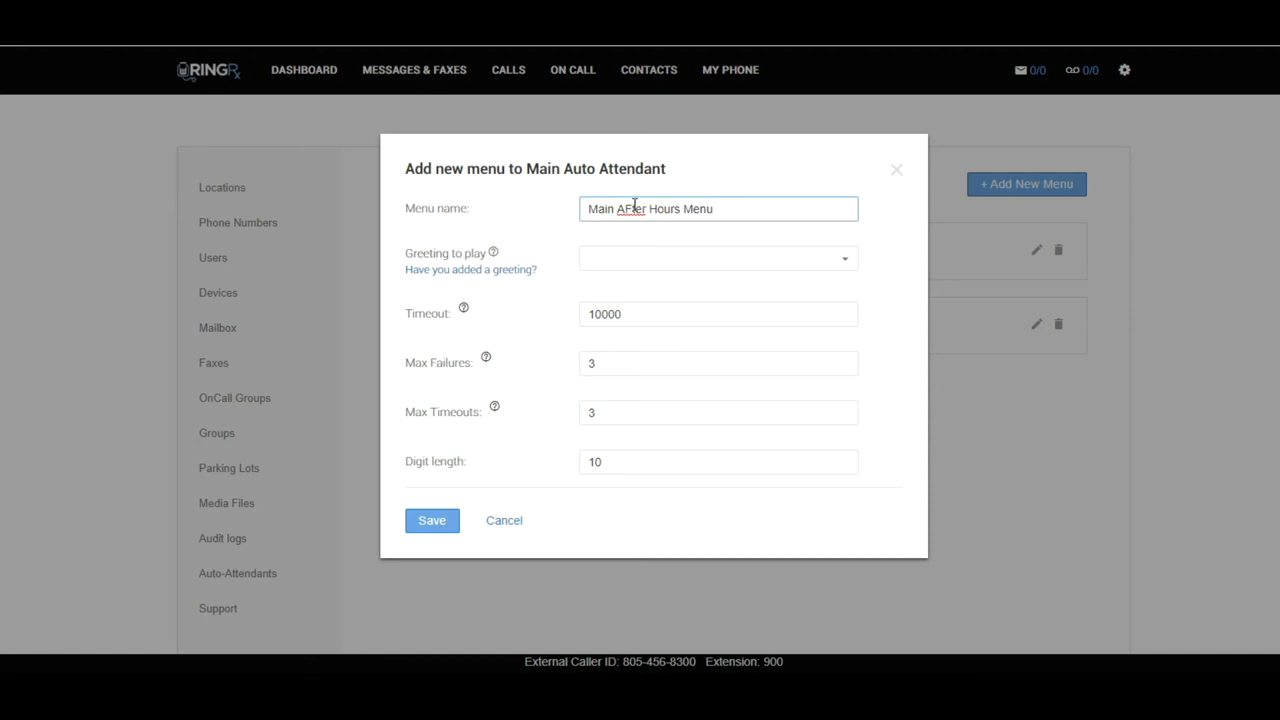 RINGRx DASHBOARD MESSAGES & FAXES CALLS ON CALL CONTACTS MY PHONE 0/0 0/0
Add new menu to Main Auto Attendant
+ Add New Menu
Menu name: Main AFter Hours Menu
Greeting to play
Have you added a greeting?
Timeout: 10000
Max Failures: 3
Max Timeouts: 3
Digit length: 10
Save Cancel
Locations
Phone Numbers
Users
Devices
Mailbox
Faxes
OnCall Groups
Groups
Parking Lots
Media Files
Audit logs
Auto-Attendants
Support
External Caller ID: 805-456-8300 Extension: 900